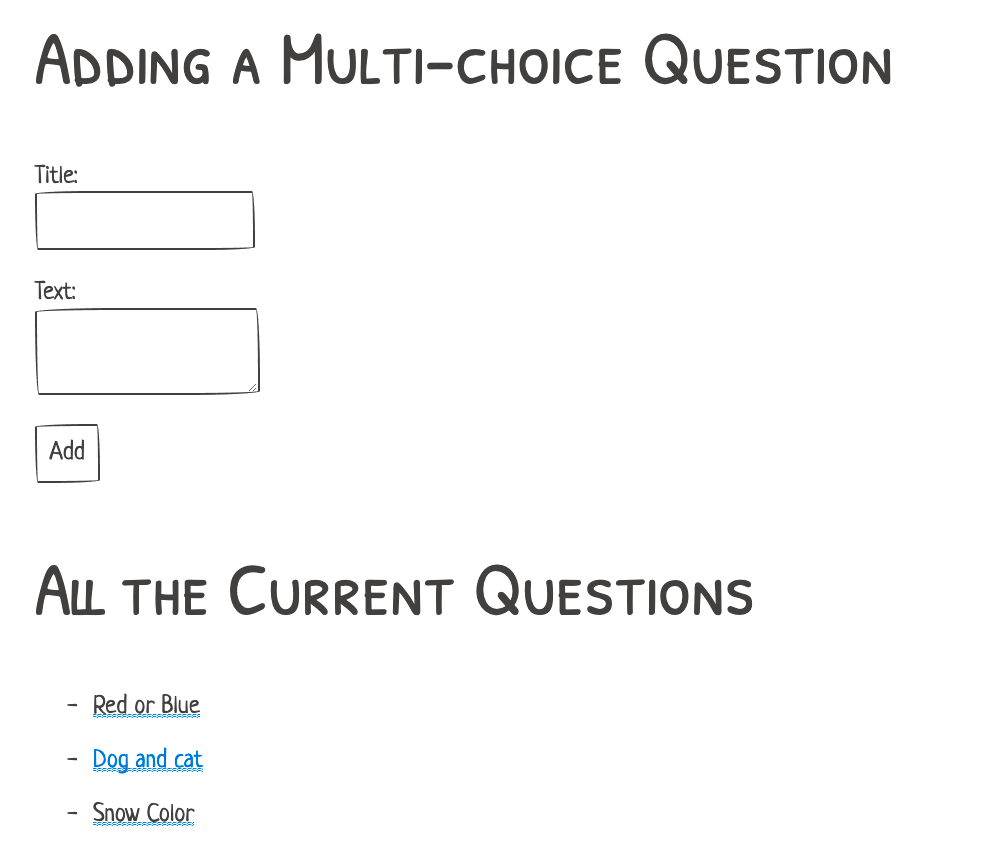 Adding a Multi-choice Question
Title:
Text:
Add
All the Current Questions
- Red or Blue
- Dog and cat
- Snow Color